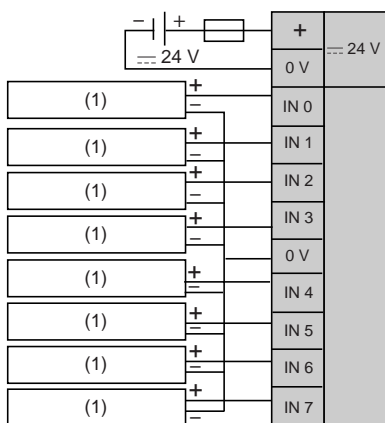 − +
+
⎓ 24 V
⎓ 24 V
0 V
(1) + −
IN 0
(1) + −
IN 1
(1) + −
IN 2
(1) + −
IN 3
0 V
(1) + −
IN 4
(1) + −
IN 5
(1) + −
IN 6
(1) + −
IN 7